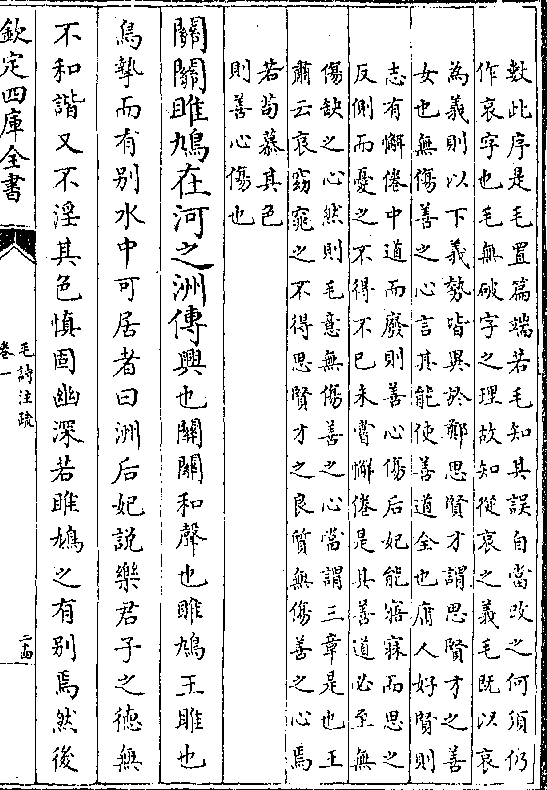 數此序是毛置篇端若毛知其誤自當改之何須仍
作哀字也毛無破字之理故知從哀之義毛既以哀
為義則以下義勢皆異於鄭思賢才謂思賢才之善
女也無傷善之心言其能使善道全也庸人好賢則
志有懈倦中道而廢則善心傷后妃能寤寐而思之
反側而憂之不得不已未嘗懈倦是其善道必至無
傷缺之心然則毛意無傷善之心當謂三章是也王
肅云哀窈窕之不得思賢才之良質無傷善之心焉
若苟慕其色
則善心傷也
關關雎鳩在河之洲傳興也關關和聲也雎鳩王雎也
鳥摯而有别水中可居者曰洲后妃説樂君子之德無
不和諧又不淫其色慎固幽深若雎鳩之有别焉然後
欽定四庫全書
毛詩注疏
卷一
二十四